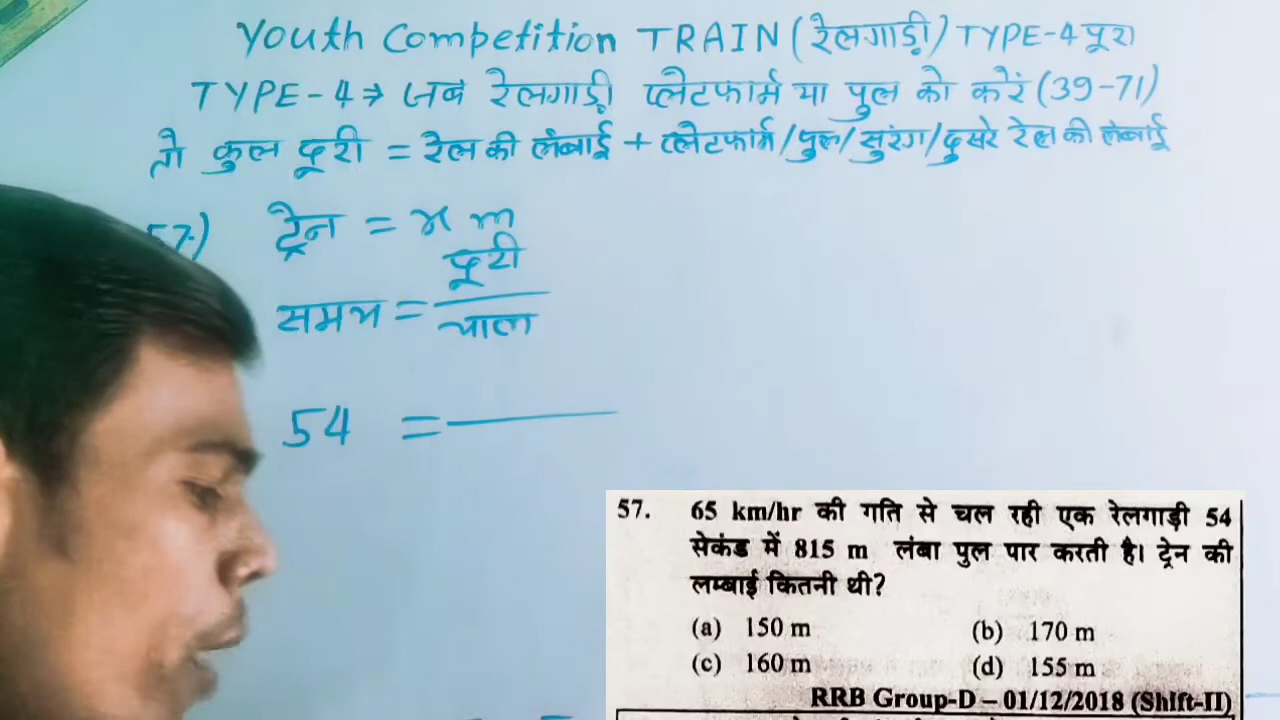 Youth Competition TRAIN (रेलगाड़ी) TYPE-4 पूरा
TYPE-4⇒ जब रेलगाड़ी प्लेटफार्म या पुल को करें (39-71)
तो कुल दूरी = रेल की लंबाई + प्लेटफार्म/पुल/सुरंग/दुसरे रेल की लंबाई
57.) ट्रेन = x m
समय = दूरी / चाल
54 =
57. 65 km/hr की गति से चल रही एक रेलगाड़ी 54
सेकंड में 815 m लंबा पुल पार करती है। ट्रेन की
लम्बाई कितनी थी?
(a) 150 m (b) 170 m
(c) 160 m (d) 155 m
RRB Group-D – 01/12/2018 (Shift-II)